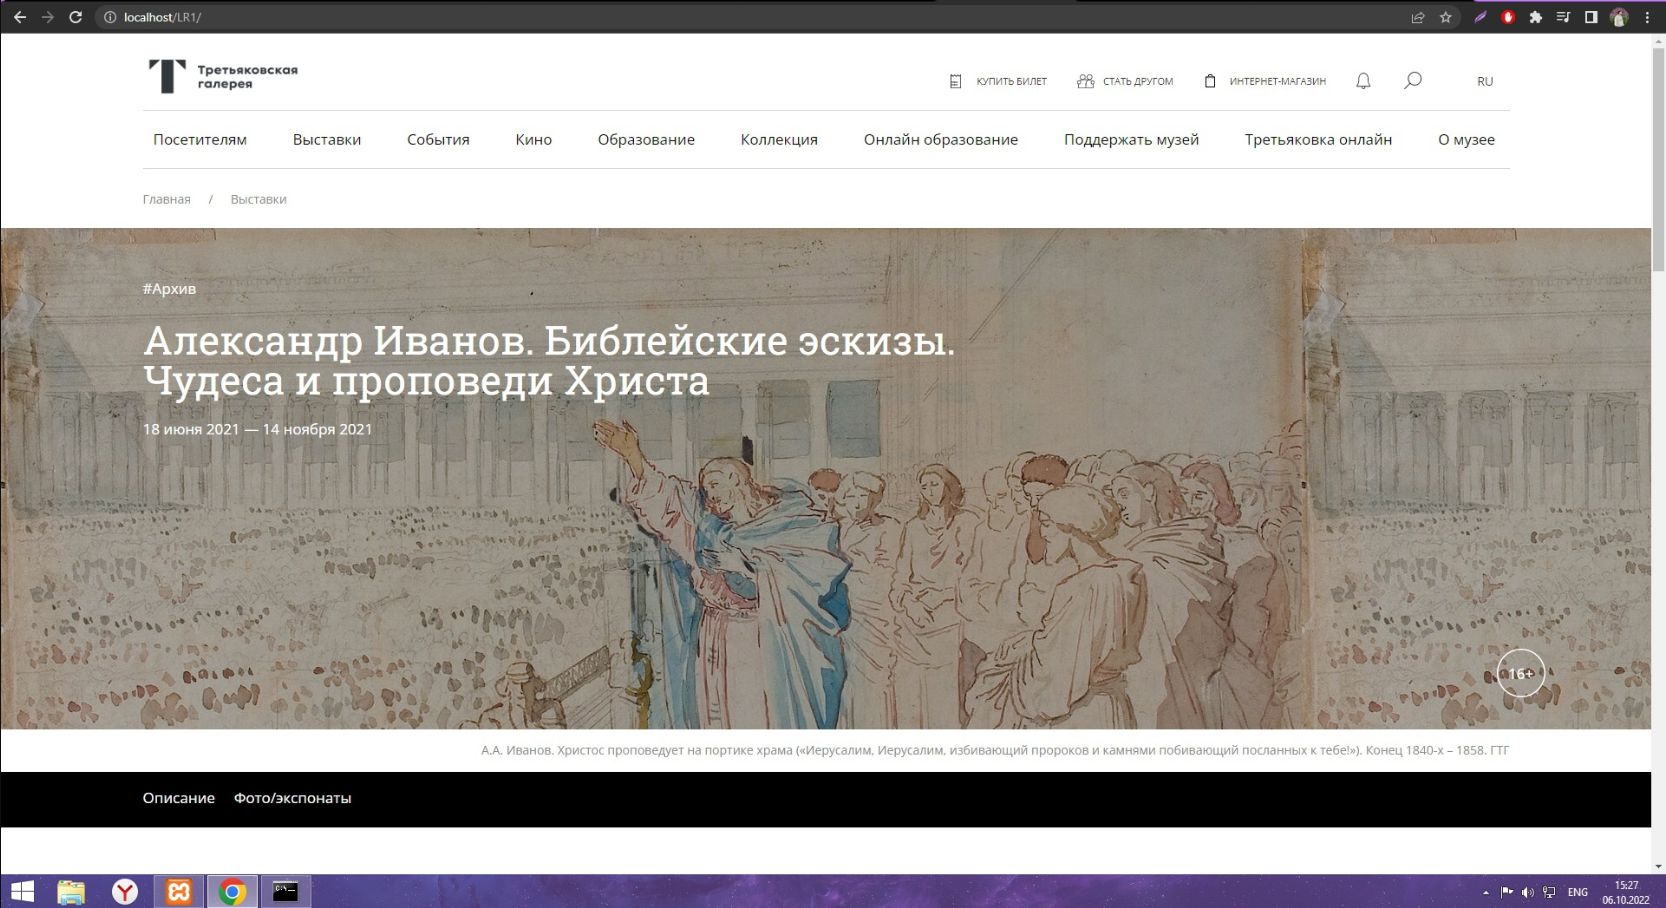 localhost/LR1/
Третьяковская
галерея
КУПИТЬ БИЛЕТ
СТАТЬ ДРУГОМ
ИНТЕРНЕТ-МАГАЗИН
RU
Посетителям
Выставки
События
Кино
Образование
Коллекция
Онлайн образование
Поддержать музей
Третьяковка онлайн
О музее
Главная / Выставки
#Архив
Александр Иванов. Библейские эскизы.
Чудеса и проповеди Христа
18 июня 2021 — 14 ноября 2021
16+
А.А. Иванов. Христос проповедует на портике храма («Иерусалим, Иерусалим, избивающий пророков и камнями побивающий посланных к тебе!»). Конец 1840-х – 1858. ГТГ
Описание
Фото/экспонаты
C:\_
ENG
15:27
06.10.2022